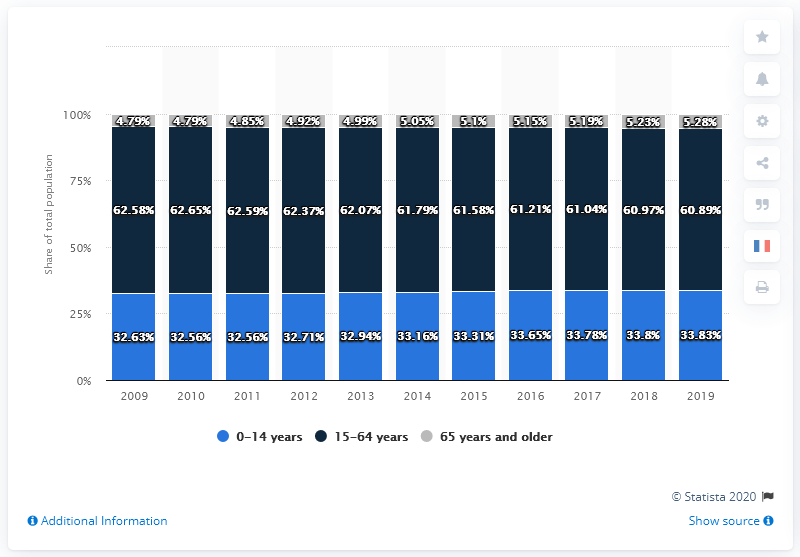 100%
75%
50%
25%
0%
Share of total population
4.79% 4.79% 4.85% 4.92% 4.99% 5.05% 5.1% 5.15% 5.19% 5.23% 5.28%
62.58% 62.65% 62.59% 62.37% 62.07% 61.79% 61.58% 61.21% 61.04% 60.97% 60.89%
32.63% 32.56% 32.56% 32.71% 32.94% 33.16% 33.31% 33.65% 33.78% 33.8% 33.83%
2009 2010 2011 2012 2013 2014 2015 2016 2017 2018 2019
0–14 years 15–64 years 65 years and older
© Statista 2020
Additional Information Show source